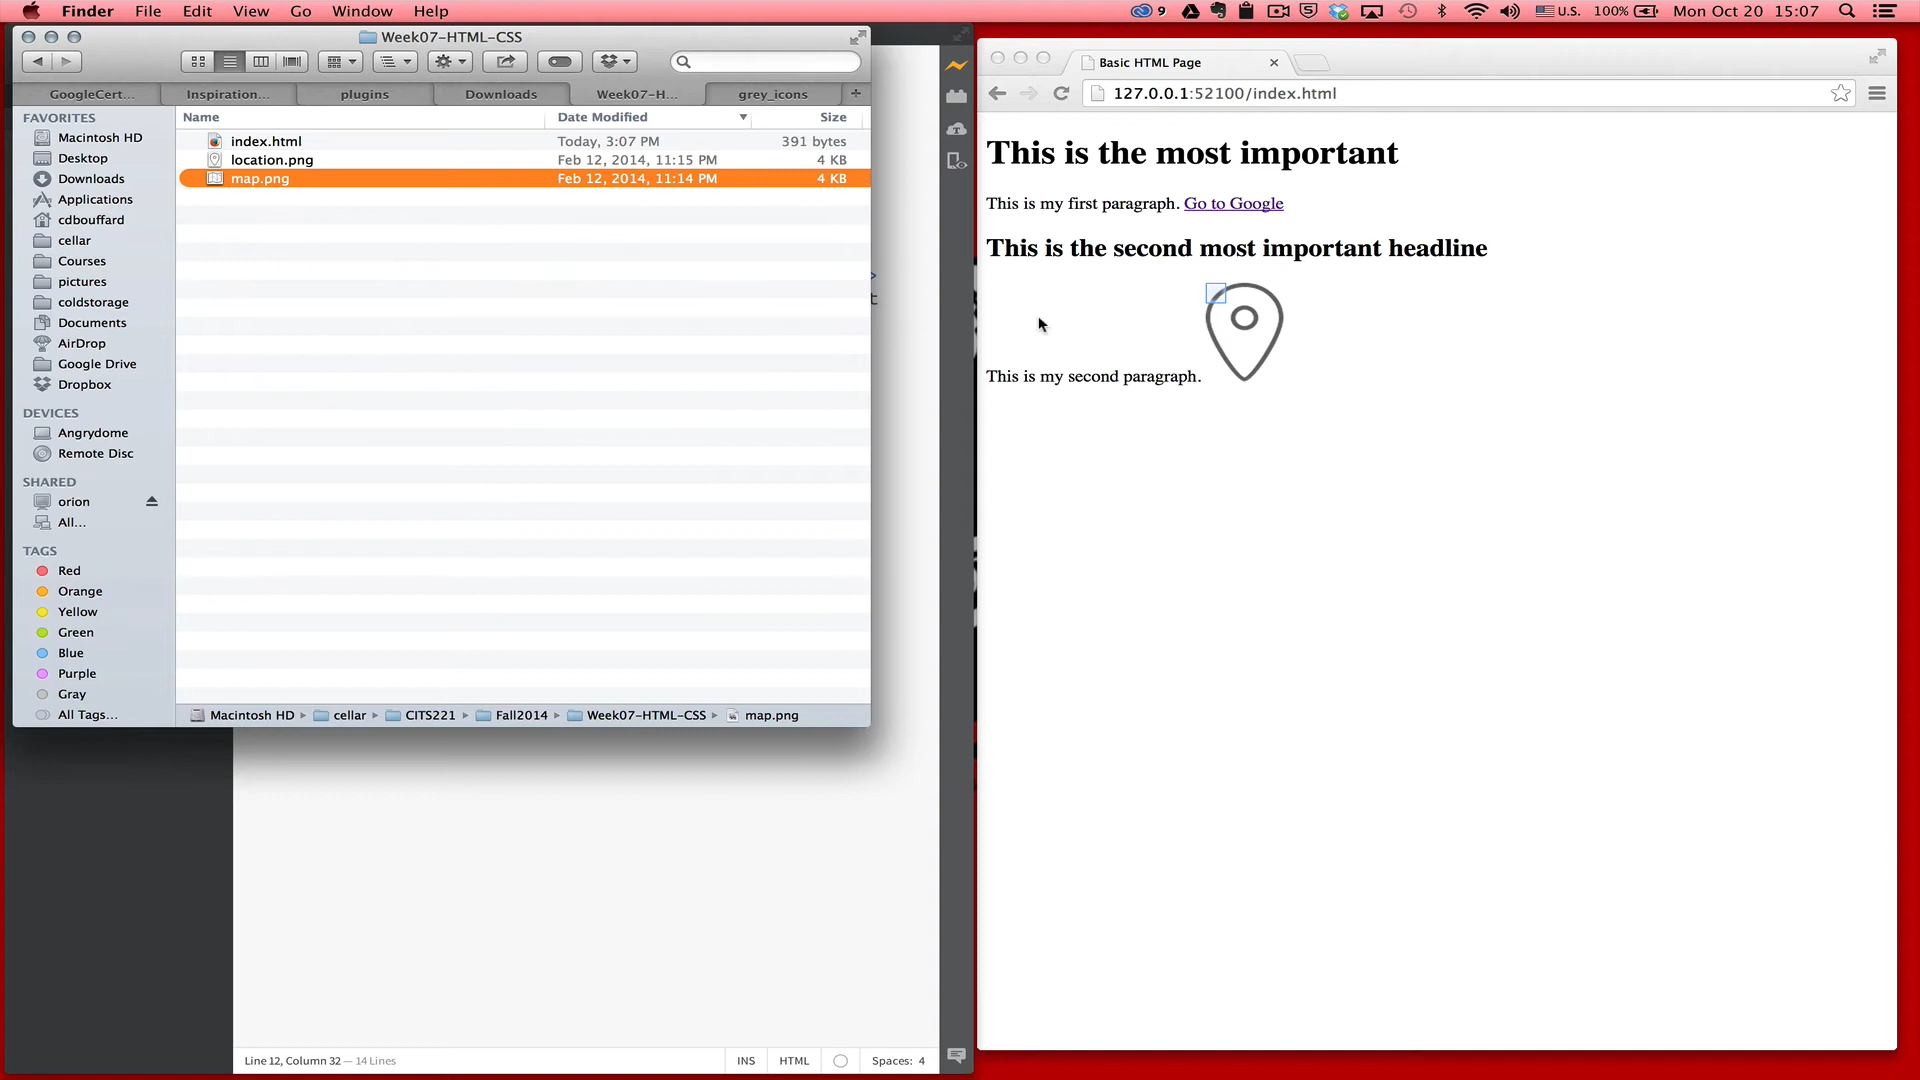 Finder File Edit View Go Window Help
9 U.S. 100% Mon Oct 20 15:07
Week07-HTML-CSS
GoogleCert... Inspiration... plugins Downloads Week07-H... grey_icons +
FAVORITES
Macintosh HD
Desktop
Downloads
Applications
cdbouffard
cellar
Courses
pictures
coldstorage
Documents
AirDrop
Google Drive
Dropbox
DEVICES
Angrydome
Remote Disc
SHARED
orion
All...
TAGS
Red
Orange
Yellow
Green
Blue
Purple
Gray
All Tags...
Name Date Modified Size
index.html Today, 3:07 PM 391 bytes
location.png Feb 12, 2014, 11:15 PM 4 KB
map.png Feb 12, 2014, 11:14 PM 4 KB
Macintosh HD ▸ cellar ▸ CITS221 ▸ Fall2014 ▸ Week07-HTML-CSS ▸ map.png
>
t
Line 12, Column 32 — 14 Lines INS HTML Spaces: 4
Basic HTML Page
127.0.0.1:52100/index.html
This is the most important
This is my first paragraph. Go to Google
This is the second most important headline
This is my second paragraph.